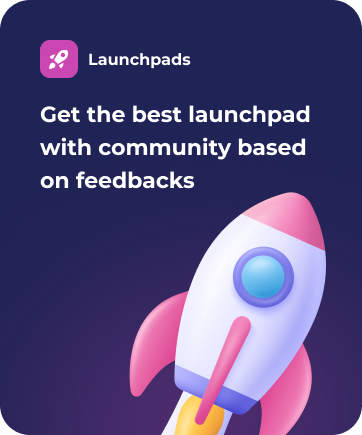 Launchpads
Get the best launchpad
with community based
on feedbacks